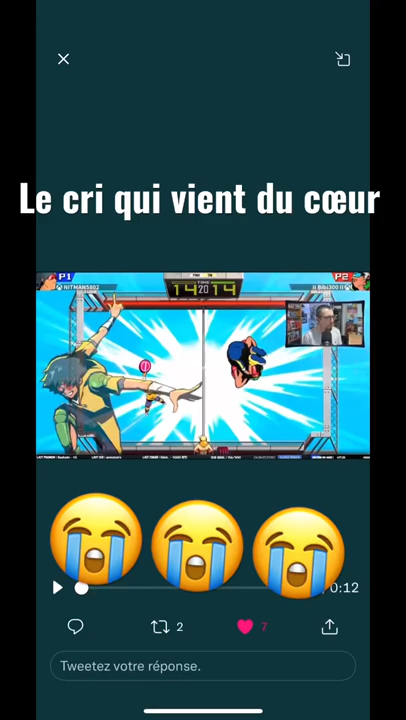 Le cri qui vient du cœur
P1
P2
NITMAN5802
TIME
14 20 14
0:12
2
7
Tweetez votre réponse.